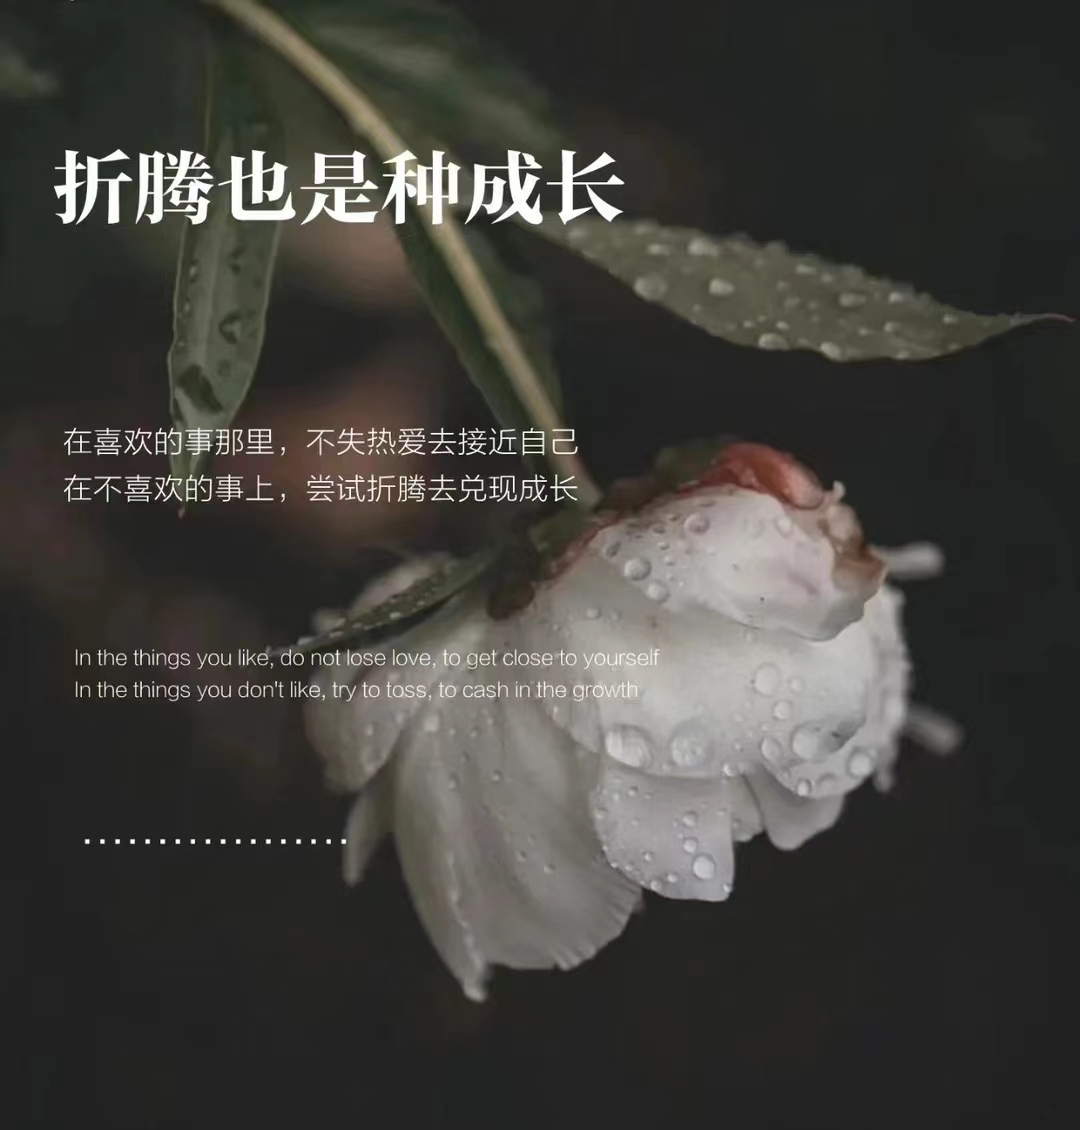 折腾也是种成长
在喜欢的事那里，不失热爱去接近自己
在不喜欢的事上，尝试折腾去兑现成长
In the things you like, do not lose love, to get close to yourself
In the things you don't like, try to toss, to cash in the growth